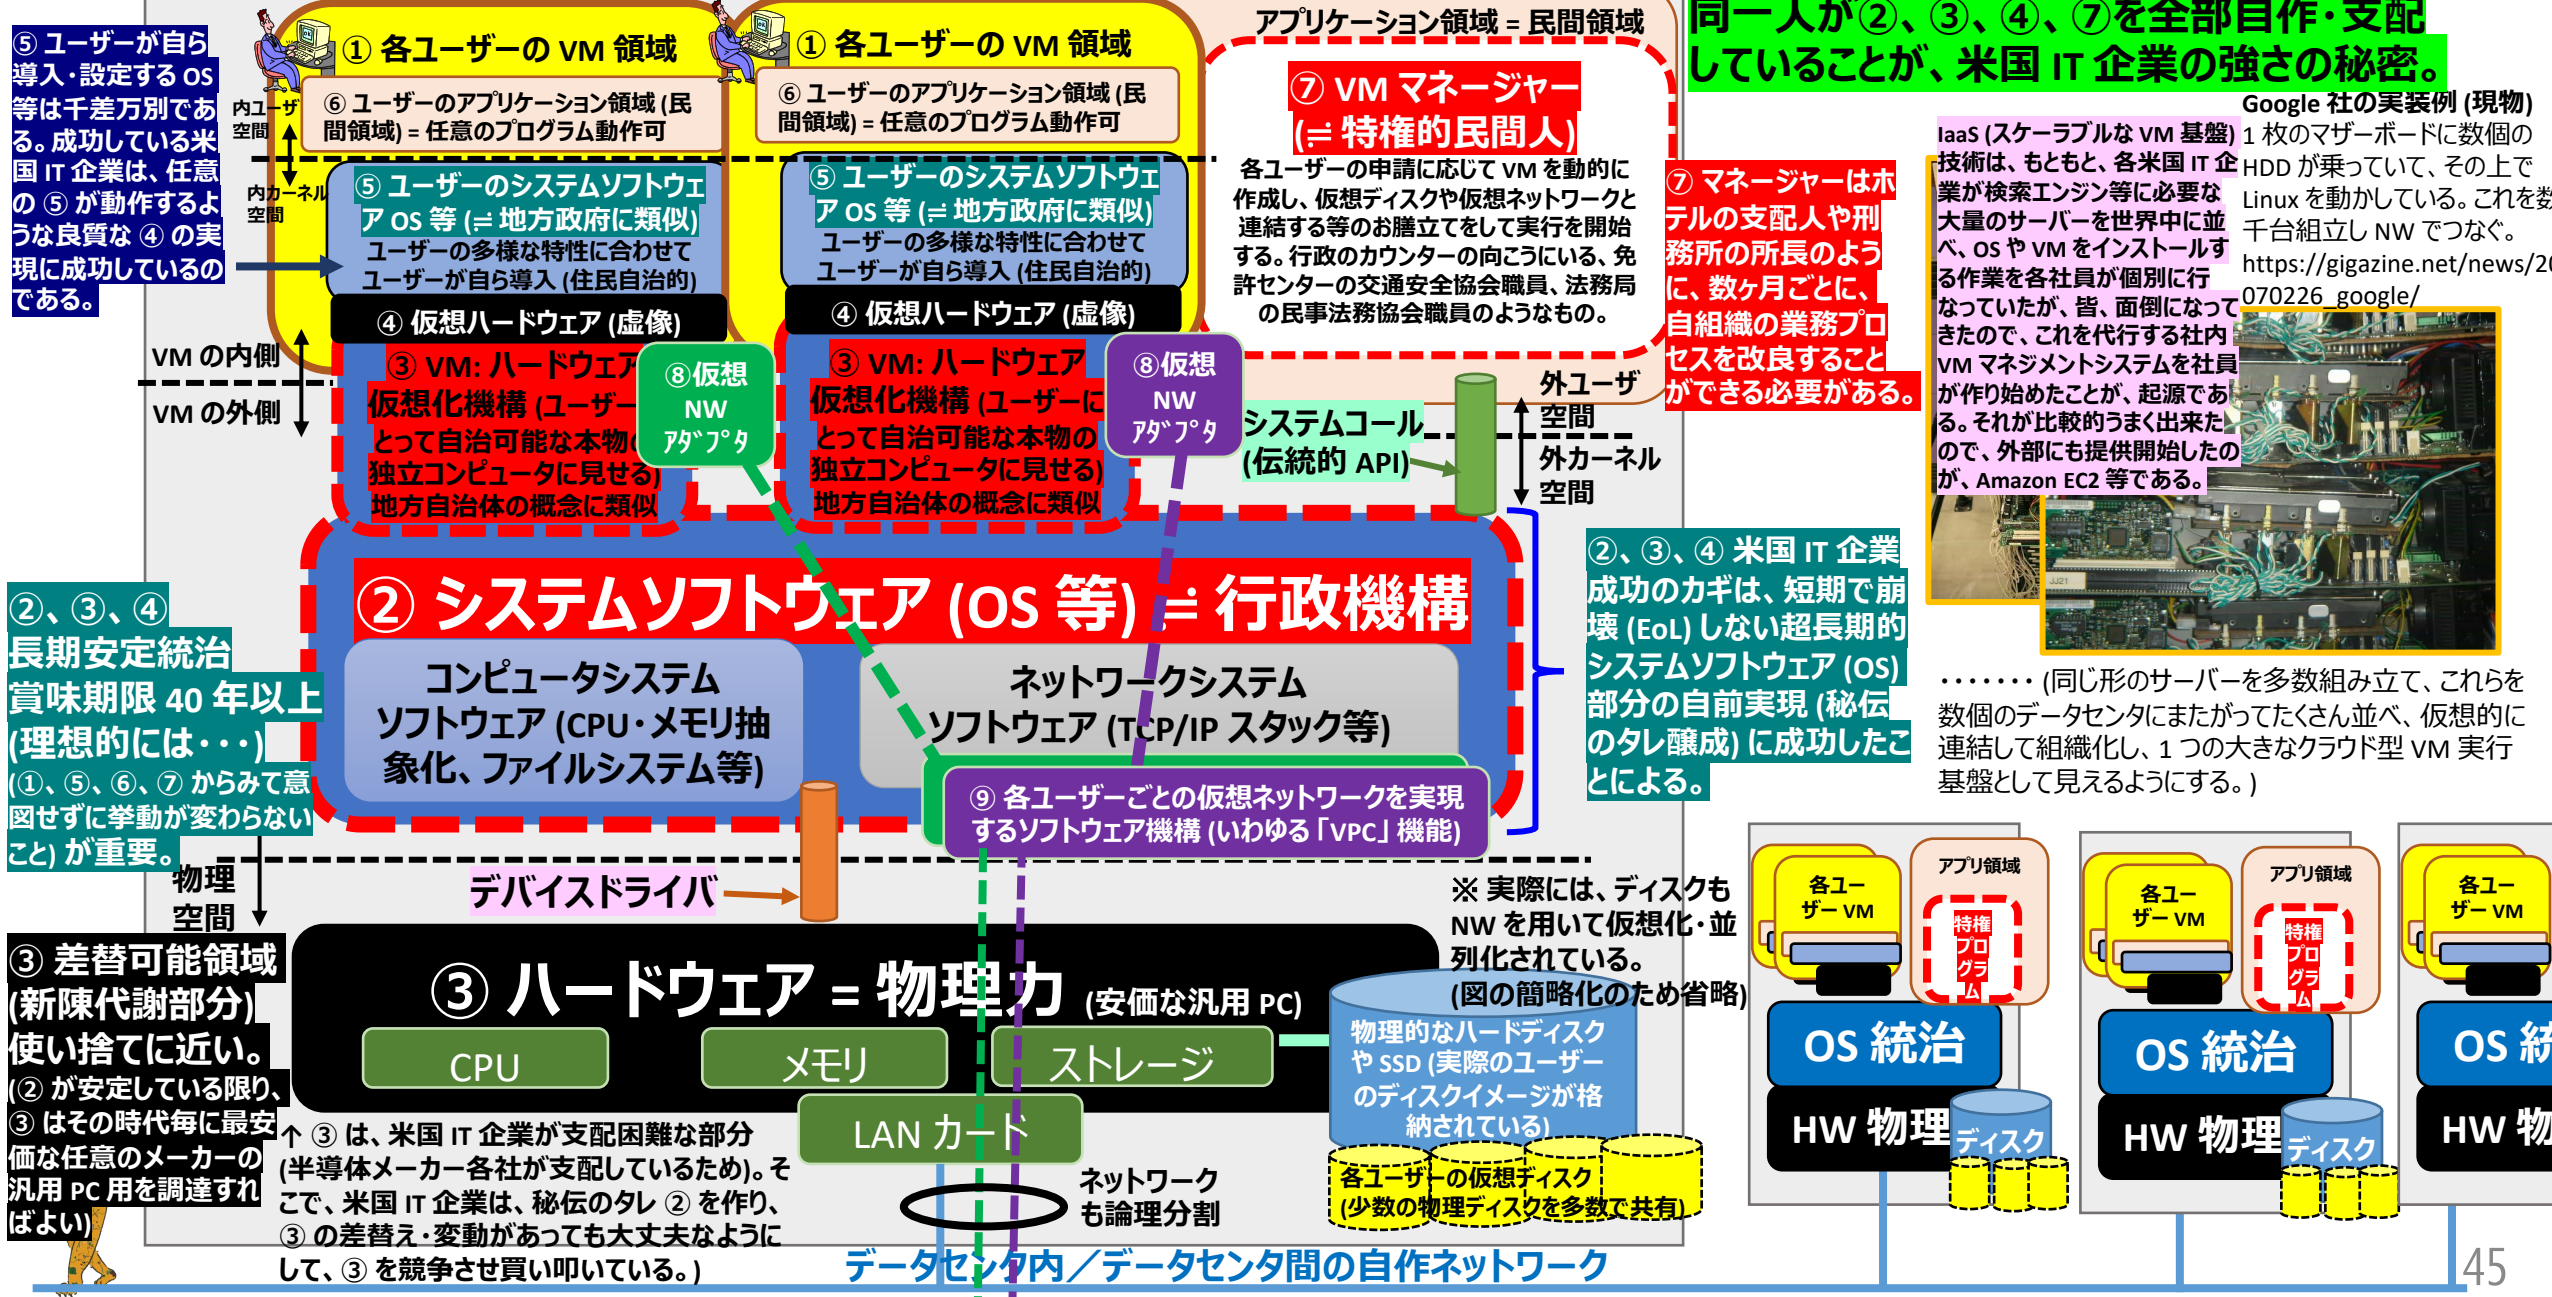 同一人が②、③、④、⑦を全部自作・支配
していることが、米国 IT 企業の強さの秘密。
⑤ ユーザーが自ら
導入・設定する OS
等は千差万別であ
る。成功している米
国 IT 企業は、任意
の ⑤ が動作するよ
うな良質な ④ の実
現に成功しているの
である。
① 各ユーザーの VM 領域
⑥ ユーザーのアプリケーション領域 (民
間領域) = 任意のプログラム動作可
内ユーザ
空間
内カーネル
空間
⑤ ユーザーのシステムソフトウェ
ア OS 等 (≒ 地方政府に類似)
ユーザーの多様な特性に合わせて
ユーザーが自ら導入 (住民自治的)
④ 仮想ハードウェア (虚像)
VM の内側
VM の外側
③ VM: ハードウェア
仮想化機構 (ユーザー
とって自治可能な本物の
独立コンピュータに見せる)
地方自治体の概念に類似
⑧仮想
NW
ｱﾀﾞﾌﾟﾀ
① 各ユーザーの VM 領域
⑥ ユーザーのアプリケーション領域 (民
間領域) = 任意のプログラム動作可
⑤ ユーザーのシステムソフトウェ
ア OS 等 (≒ 地方政府に類似)
ユーザーの多様な特性に合わせて
ユーザーが自ら導入 (住民自治的)
④ 仮想ハードウェア (虚像)
③ VM: ハードウェア
仮想化機構 (ユーザーに
とって自治可能な本物の
独立コンピュータに見せる)
地方自治体の概念に類似
⑧仮想
NW
ｱﾀﾞﾌﾟﾀ
アプリケーション領域 = 民間領域
⑦ VM マネージャー
(≒ 特権的民間人)
各ユーザーの申請に応じて VM を動的に
作成し、仮想ディスクや仮想ネットワークと
連結する等のお膳立てをして実行を開始
する。行政のカウンターの向こうにいる、免
許センターの交通安全協会職員、法務局
の民事法務協会職員のようなもの。
システムコール
(伝統的 API)
外ユーザ
空間
外カーネル
空間
⑦ マネージャーはホ
テルの支配人や刑
務所の所長のよう
に、数ヶ月ごとに、
自組織の業務プロ
セスを改良すること
ができる必要がある。
IaaS (スケーラブルな VM 基盤)
技術は、もともと、各米国 IT 企
業が検索エンジン等に必要な
大量のサーバーを世界中に並
べ、OS や VM をインストールす
る作業を各社員が個別に行
なっていたが、皆、面倒になって
きたので、これを代行する社内
VM マネジメントシステムを社員
が作り始めたことが、起源であ
る。それが比較的うまく出来た
ので、外部にも提供開始したの
が、Amazon EC2 等である。
Google 社の実装例 (現物)
1 枚のマザーボードに数個の
HDD が乗っていて、その上で
Linux を動かしている。これを数
千台組立し NW でつなぐ。
https://gigazine.net/news/20
070226_google/
JJ21
・・・・・・・ (同じ形のサーバーを多数組み立て、これらを
数個のデータセンタにまたがってたくさん並べ、仮想的に
連結して組織化し、1 つの大きなクラウド型 VM 実行
基盤として見えるようにする。)
②、③、④
長期安定統治
賞味期限 40 年以上
(理想的には・・・)
(①、⑤、⑥、⑦ からみて意
図せずに挙動が変わらない
こと) が重要。
② システムソフトウェア (OS 等) ≒ 行政機構
コンピュータシステム
ソフトウェア (CPU・メモリ抽
象化、ファイルシステム等)
ネットワークシステム
ソフトウェア (TCP/IP スタック等)
⑨ 各ユーザーごとの仮想ネットワークを実現
するソフトウェア機構 (いわゆる「VPC」機能)
②、③、④ 米国 IT 企業
成功のカギは、短期で崩
壊 (EoL) しない超長期的
システムソフトウェア (OS)
部分の自前実現 (秘伝
のタレ醸成) に成功したこ
とによる。
物理
空間
デバイスドライバ
※ 実際には、ディスクも
NW を用いて仮想化・並
列化されている。
(図の簡略化のため省略)
③ 差替可能領域
(新陳代謝部分)
使い捨てに近い。
(② が安定している限り、
③ はその時代毎に最安
価な任意のメーカーの
汎用 PC 用を調達すれ
ばよい)
③ ハードウェア = 物理力 (安価な汎用 PC)
CPU
メモリ
ストレージ
LAN カード
物理的なハードディスク
や SSD (実際のユーザー
のディスクイメージが格
納されている)
各ユーザーの仮想ディスク
(少数の物理ディスクを多数で共有)
↑ ③ は、米国 IT 企業が支配困難な部分
(半導体メーカー各社が支配しているため)。そ
こで、米国 IT 企業は、秘伝のタレ ② を作り、
③ の差替え・変動があっても大丈夫なように
して、③ を競争させ買い叩いている。)
ネットワーク
も論理分割
データセンタ内／データセンタ間の自作ネットワーク
各ユー
ザー VM
アプリ領域
特権
プロ
グラ
ム
OS 統治
HW 物理
ディスク
各ユー
ザー VM
アプリ領域
特権
プロ
グラ
ム
OS 統治
HW 物理
ディスク
各ユー
ザー VM
OS 統
HW 物
45